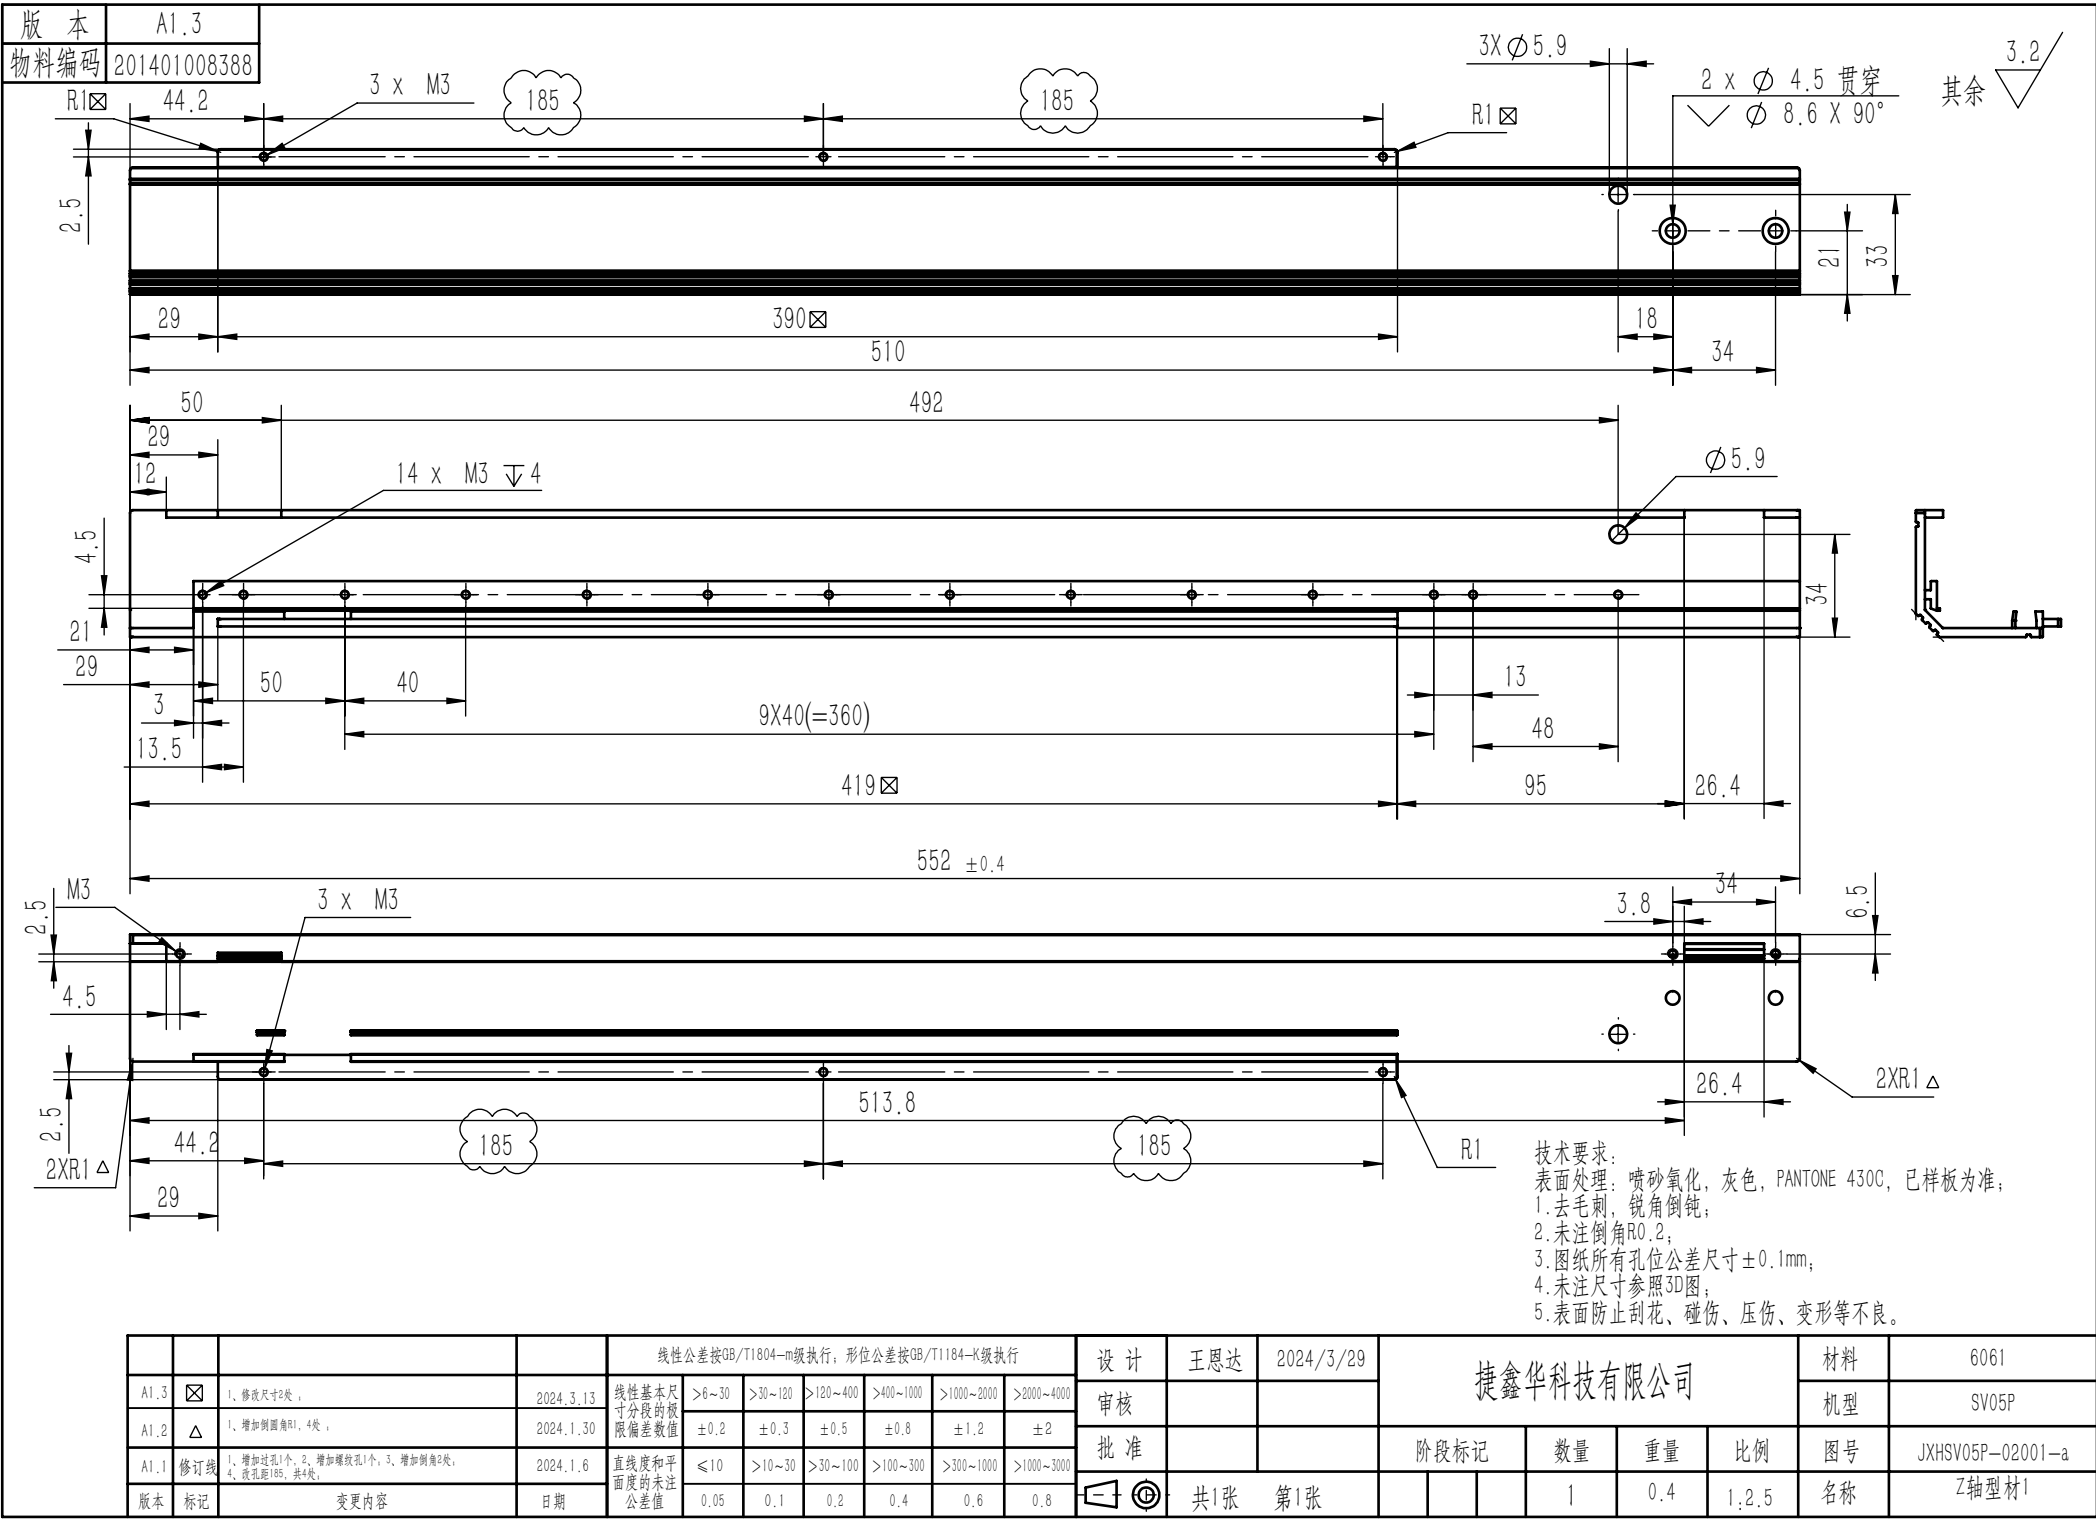 版 本 A1.3
物料编码 201401008388
R1 44.2 3 x M3 185 185 R1
3X∅5.9
2 x ∅ 4.5 贯穿
∅ 8.6 X 90°
其余 3.2
2.5
21 33
29 390 18
510 34
50 492
29
12 14 x M3 ↧4 ∅5.9
4.5
34
21
29
50 40 13
3
9X40(=360)
13.5 48
419 95 26.4
552 ±0.4
M3 3 x M3 34
2.5 3.8 6.5
4.5
2.5
513.8 26.4 2XR1△
44.2 185 185 R1
2XR1△
29
技术要求:
表面处理: 喷砂氧化, 灰色, PANTONE 430C, 已样板为准;
1.去毛刺, 锐角倒钝;
2.未注倒角R0.2;
3.图纸所有孔位公差尺寸±0.1mm;
4.未注尺寸参照3D图;
5.表面防止刮花、碰伤、压伤、变形等不良。
线性公差按GB/T1804-m级执行; 形位公差按GB/T1184-K级执行
A1.3 1、修改尺寸2处 ; 2024.3.13
A1.2 △ 1、增加倒圆角R1, 4处 ; 2024.1.30
A1.1 修订线 1、增加过孔1个, 2、增加螺纹孔1个; 3、增加倒角2处;
4、改孔距185, 共4处; 2024.1.6
版本 标记 变更内容 日期
线性基本尺
寸分段的极
限偏差数值
>6~30 >30~120 >120~400 >400~1000 >1000~2000 >2000~4000
±0.2 ±0.3 ±0.5 ±0.8 ±1.2 ±2
直线度和平
面度的未注
公差值
≤10 >10~30 >30~100 >100~300 >300~1000 >1000~3000
0.05 0.1 0.2 0.4 0.6 0.8
设 计 王恩达 2024/3/29
审核
批 准
共1张 第1张
捷鑫华科技有限公司
阶段标记 数量 重量 比例
1 0.4 1:2.5
材料 6061
机型 SV05P
图号 JXHSV05P-02001-a
名称 Z轴型材1